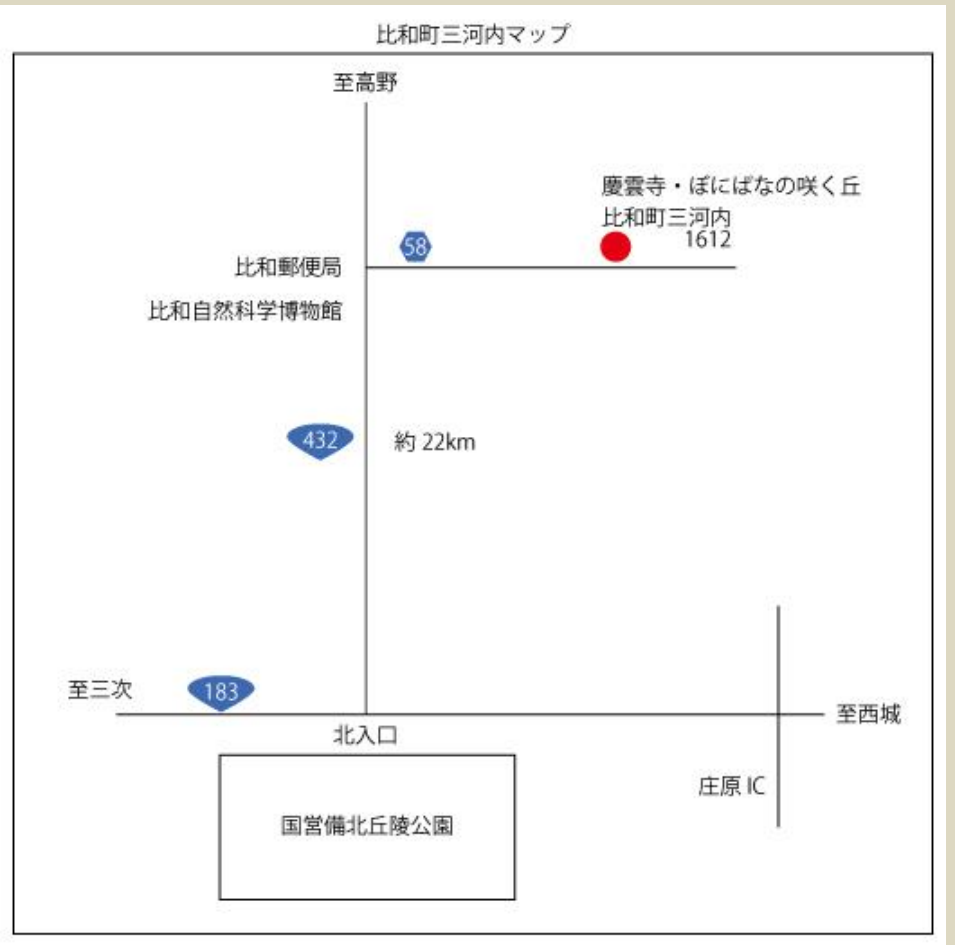 比和町三河内マップ
至高野
慶雲寺・ぼにばなの咲く丘
比和町三河内
1612
58
比和郵便局
比和自然科学博物館
432
約 22km
至三次
183
至西城
北入口
庄原 IC
国営備北丘陵公園